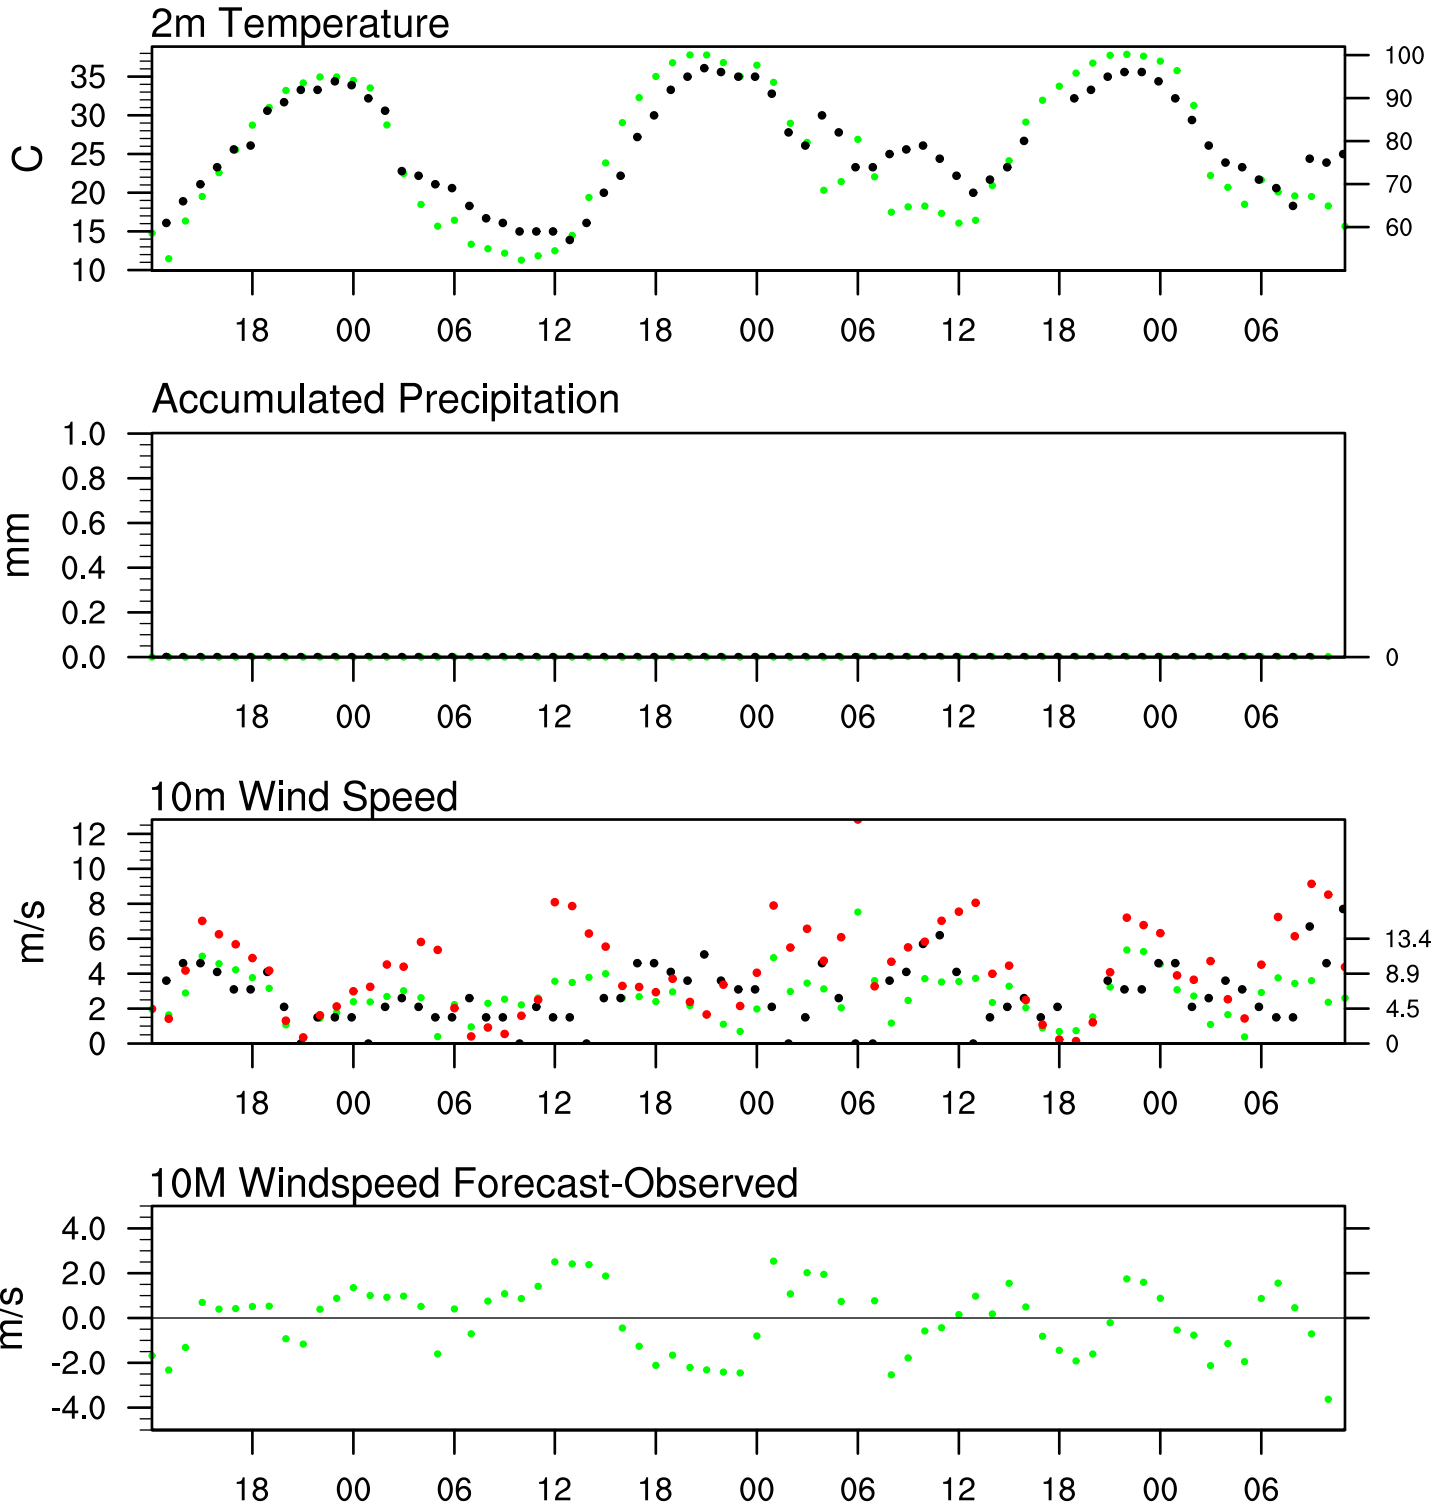 2m Temperature
C
35
30
25
20
15
10
100
90
80
70
60
18 00 06 12 18 00 06 12 18 00 06
Accumulated Precipitation
mm
1.0
0.8
0.6
0.4
0.2
0.0
0
18 00 06 12 18 00 06 12 18 00 06
10m Wind Speed
m/s
12
10
8
6
4
2
0
13.4
8.9
4.5
0
18 00 06 12 18 00 06 12 18 00 06
10M Windspeed Forecast-Observed
m/s
4.0
2.0
0.0
-2.0
-4.0
18 00 06 12 18 00 06 12 18 00 06